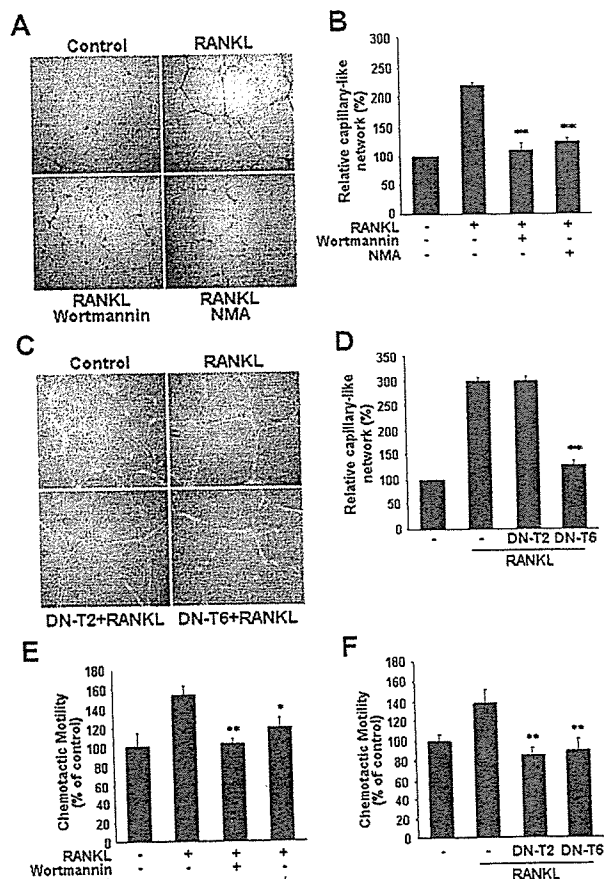 A
Control RANKL
RANKL RANKL
Wortmannin NMA
B
Relative capillary-like
network (%)
300
250
200
150
100
50
0
** **
RANKL - + + +
Wortmannin - - + -
NMA - - - +
C
Control RANKL
DN-T2+RANKL DN-T6+RANKL
D
Relative capillary-like
network (%)
350
300
250
200
150
100
50
0
**
- - DN-T2 DN-T6
RANKL
E
Chemotactic Motility
(% of control)
180
160
140
120
100
80
60
40
20
0
** *
RANKL - + + +
Wortmannin - - + -
F
Chemotactic Motility
(% of control)
180
160
140
120
100
80
60
40
20
0
** **
- - DN-T2 DN-T6
RANKL